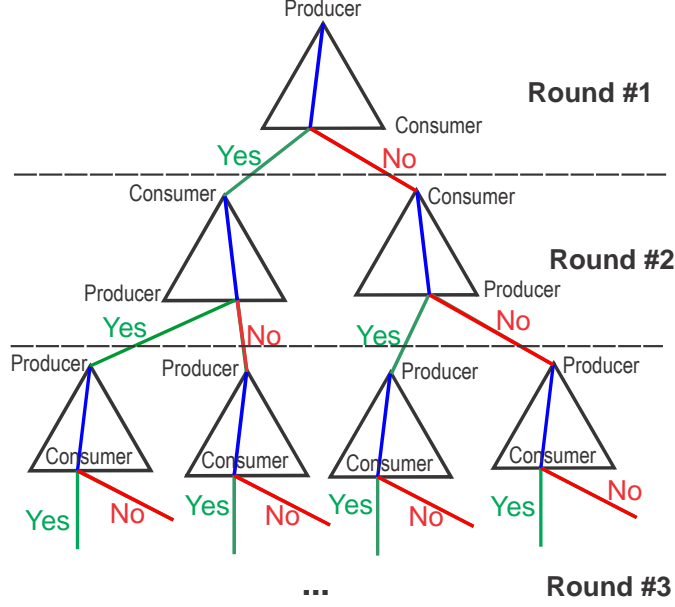 Producer
Round #1
Consumer
Yes
No
Consumer
Consumer
Round #2
Producer
Producer
Yes
No
Yes
No
Producer
Producer
Producer
Producer
Consumer
Consumer
Consumer
Consumer
Yes
No
Yes
No
Yes
No
Yes
No
...
Round #3